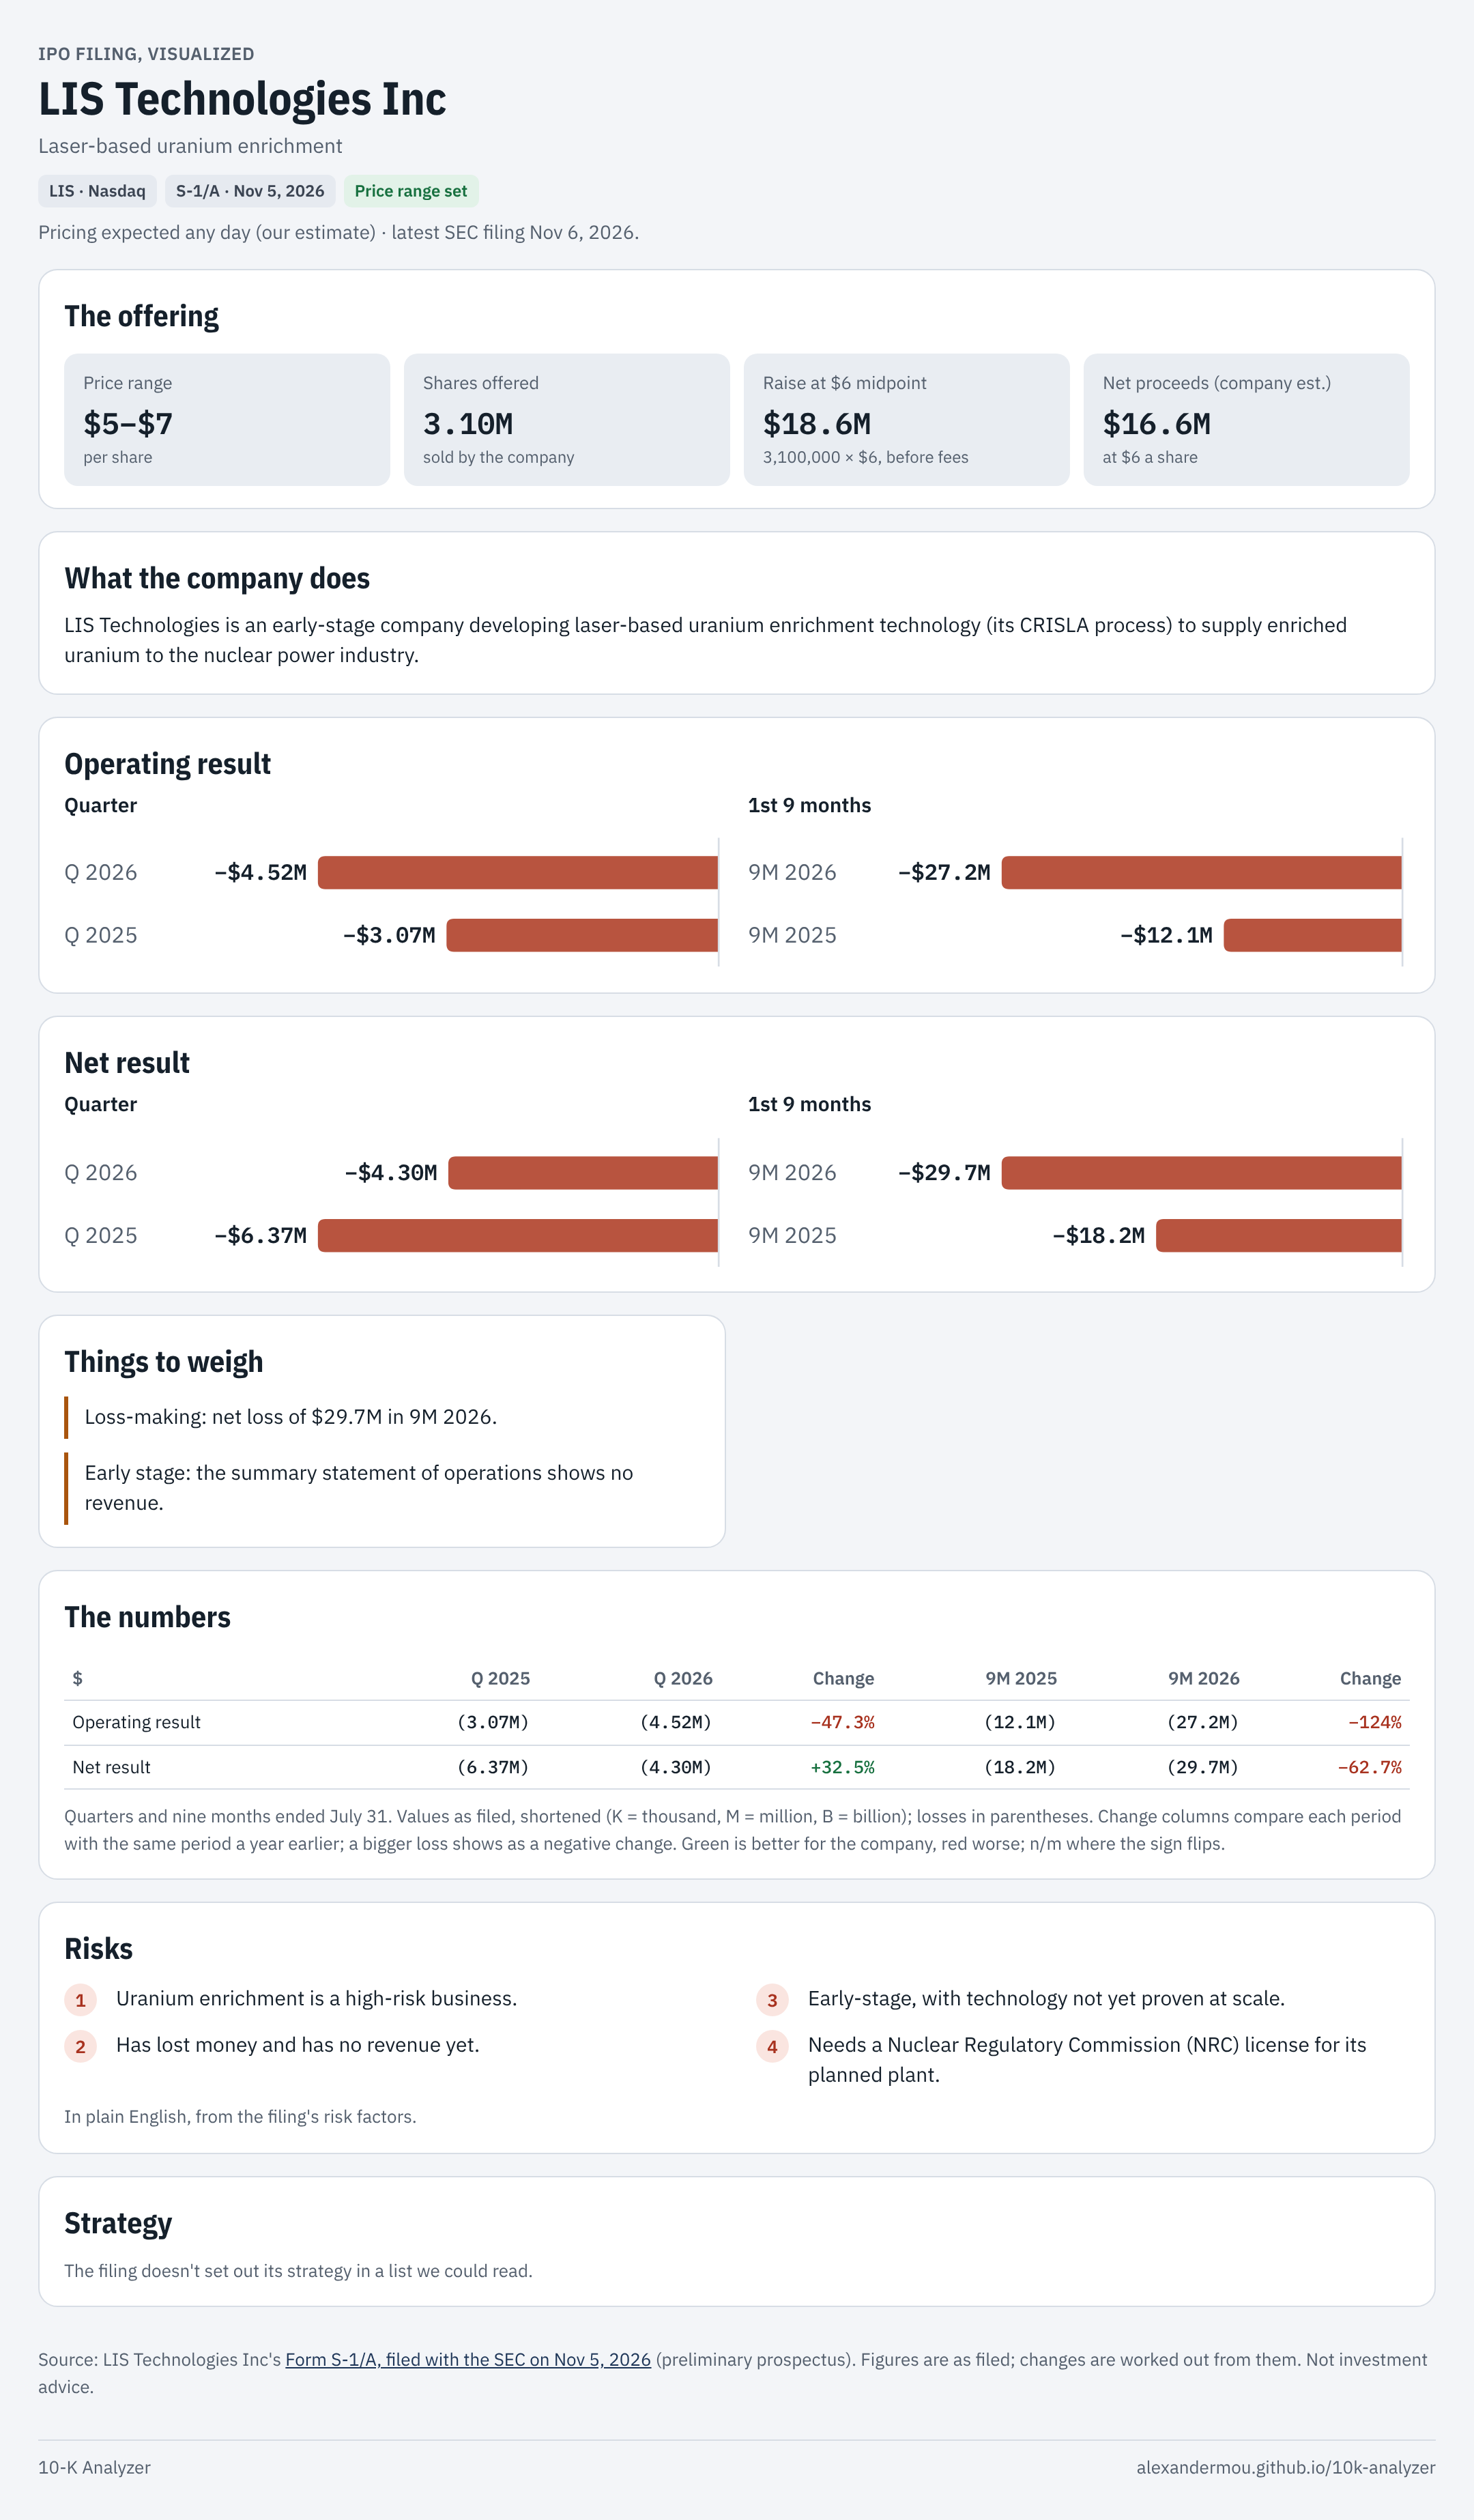 IPO FILING, VISUALIZED
LIS Technologies Inc
Laser-based uranium enrichment
LIS · Nasdaq
S-1/A · Nov 5, 2026
Price range set
Pricing expected any day (our estimate) · latest SEC filing Nov 6, 2026.
The offering
Price range
$5–$7
per share
Shares offered
3.10M
sold by the company
Raise at $6 midpoint
$18.6M
3,100,000 × $6, before fees
Net proceeds (company est.)
$16.6M
at $6 a share
What the company does
LIS Technologies is an early-stage company developing laser-based uranium enrichment technology (its CRISLA process) to supply enriched
uranium to the nuclear power industry.
Operating result
Quarter
Q 2026 −$4.52M
Q 2025 −$3.07M
1st 9 months
9M 2026 −$27.2M
9M 2025 −$12.1M
Net result
Quarter
Q 2026 −$4.30M
Q 2025 −$6.37M
1st 9 months
9M 2026 −$29.7M
9M 2025 −$18.2M
Things to weigh
Loss-making: net loss of $29.7M in 9M 2026.
Early stage: the summary statement of operations shows no
revenue.
The numbers
$ Q 2025 Q 2026 Change 9M 2025 9M 2026 Change
Operating result (3.07M) (4.52M) −47.3% (12.1M) (27.2M) −124%
Net result (6.37M) (4.30M) +32.5% (18.2M) (29.7M) −62.7%
Quarters and nine months ended July 31. Values as filed, shortened (K = thousand, M = million, B = billion); losses in parentheses. Change columns compare each period
with the same period a year earlier; a bigger loss shows as a negative change. Green is better for the company, red worse; n/m where the sign flips.
Risks
1 Uranium enrichment is a high-risk business.
2 Has lost money and has no revenue yet.
3 Early-stage, with technology not yet proven at scale.
4 Needs a Nuclear Regulatory Commission (NRC) license for its
planned plant.
In plain English, from the filing's risk factors.
Strategy
The filing doesn't set out its strategy in a list we could read.
Source: LIS Technologies Inc's Form S-1/A, filed with the SEC on Nov 5, 2026 (preliminary prospectus). Figures are as filed; changes are worked out from them. Not investment
advice.
10-K Analyzer
alexandermou.github.io/10k-analyzer